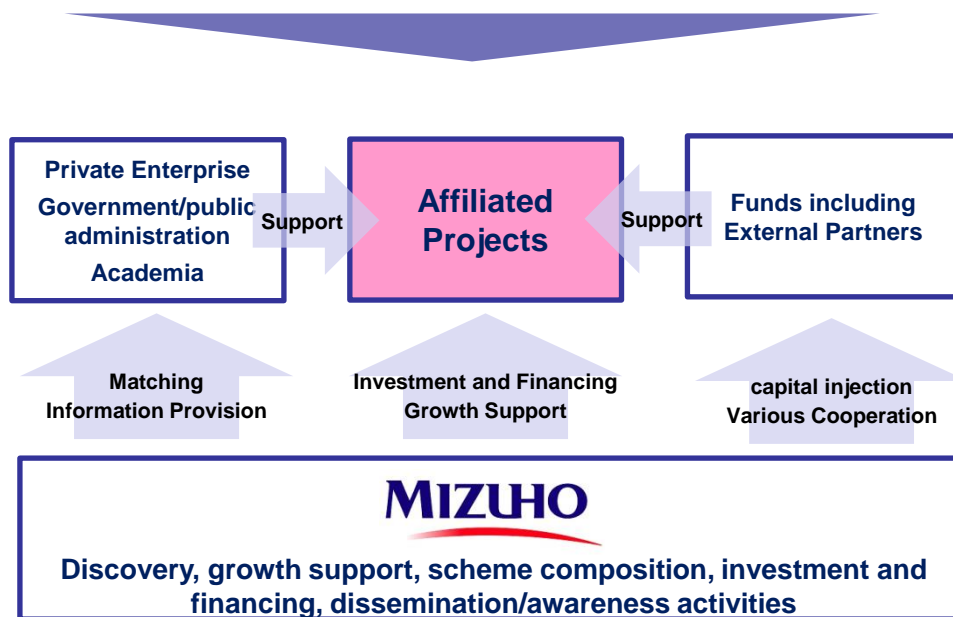 Private Enterprise
Government/public
administration
Academia
Support
Affiliated
Projects
Support
Funds including
External Partners
Matching
Information Provision
Investment and Financing
Growth Support
capital injection
Various Cooperation
MIZUHO
Discovery, growth support, scheme composition, investment and
financing, dissemination/awareness activities